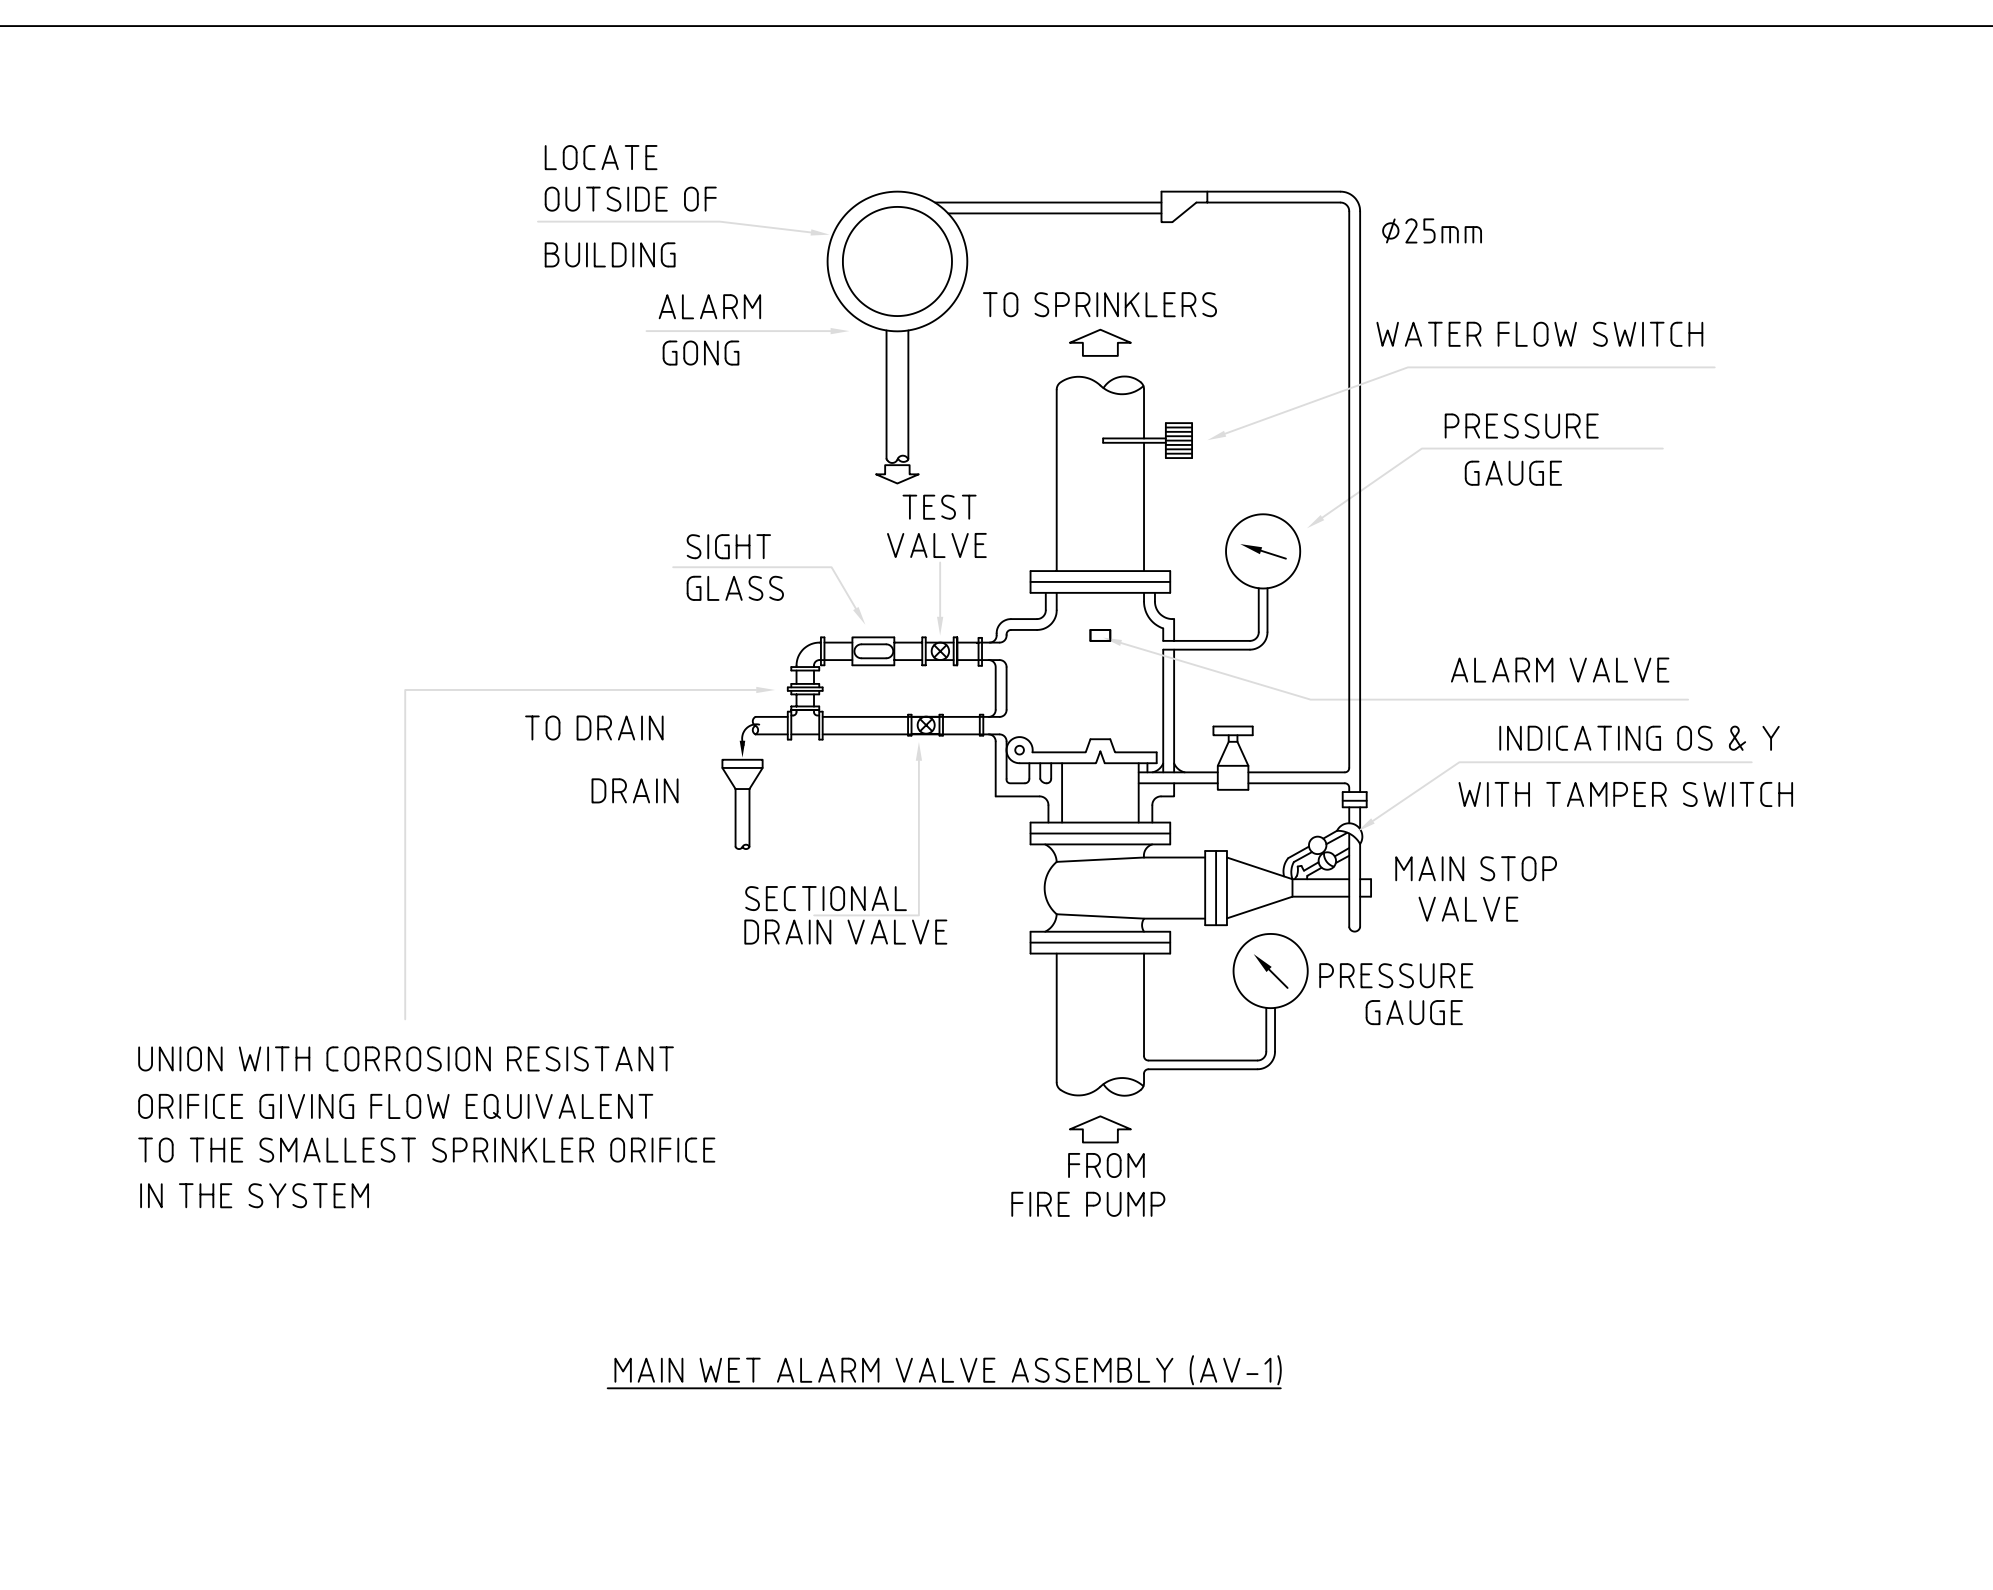 LOCATE
OUTSIDE OF
BUILDING
ALARM
GONG
Ø25mm
TO SPRINKLERS
WATER FLOW SWITCH
PRESSURE
GAUGE
TEST
VALVE
SIGHT
GLASS
ALARM VALVE
TO DRAIN
INDICATING OS & Y
WITH TAMPER SWITCH
DRAIN
MAIN STOP
VALVE
SECTIONAL
DRAIN VALVE
PRESSURE
GAUGE
UNION WITH CORROSION RESISTANT
ORIFICE GIVING FLOW EQUIVALENT
TO THE SMALLEST SPRINKLER ORIFICE
IN THE SYSTEM
FROM
FIRE PUMP
MAIN WET ALARM VALVE ASSEMBLY (AV-1)